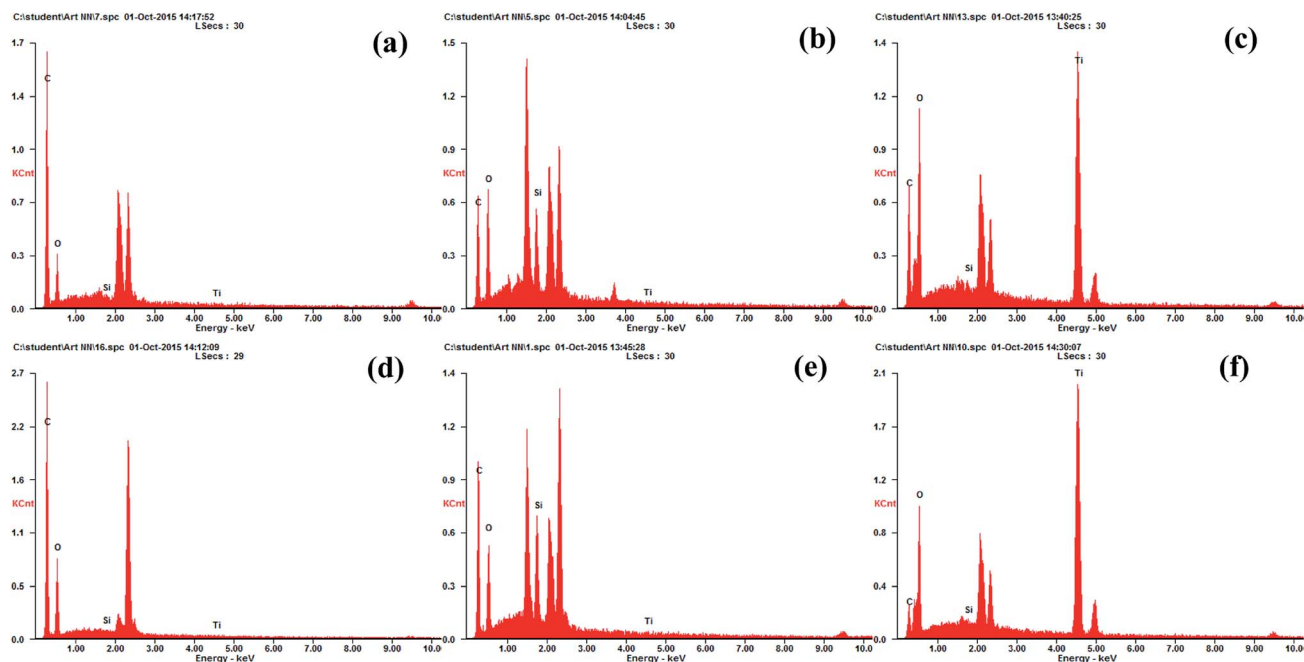 C:\student\Art NN\7.spc 01-Oct-2015 14:17:52
LSecs : 30
(a)
1.7
1.4
1.0
KCnt
0.7
0.3
0.0
C
O
Si
Ti
1.00 2.00 3.00 4.00 5.00 6.00 7.00 8.00 9.00 10.0
Energy - keV
C:\student\Art NN\5.spc 01-Oct-2015 14:04:45
LSecs : 30
(b)
1.5
1.2
0.9
KCnt
0.6
0.3
0.0
C
O
Si
Ti
1.00 2.00 3.00 4.00 5.00 6.00 7.00 8.00 9.00 10.0
Energy - keV
C:\student\Art NN\13.spc 01-Oct-2015 13:40:25
LSecs : 30
(c)
1.4
1.2
0.9
KCnt
0.7
0.5
0.2
0.0
C
O
Si
Ti
1.00 2.00 3.00 4.00 5.00 6.00 7.00 8.00 9.00 10.0
Energy - keV
C:\student\Art NN\16.spc 01-Oct-2015 14:12:09
LSecs : 29
(d)
2.7
2.2
1.6
KCnt
1.1
0.5
0.0
C
O
Si
Ti
1.00 2.00 3.00 4.00 5.00 6.00 7.00 8.00 9.00 10.0
Energy - keV
C:\student\Art NN\1.spc 01-Oct-2015 13:45:28
LSecs : 30
(e)
1.4
1.2
0.9
KCnt
0.6
0.3
0.0
C
O
Si
Ti
1.00 2.00 3.00 4.00 5.00 6.00 7.00 8.00 9.00 10.0
Energy - keV
C:\student\Art NN\10.spc 01-Oct-2015 14:30:07
LSecs : 30
(f)
2.1
1.7
1.2
KCnt
0.8
0.4
0.0
C
O
Si
Ti
1.00 2.00 3.00 4.00 5.00 6.00 7.00 8.00 9.00 10.0
Energy - keV